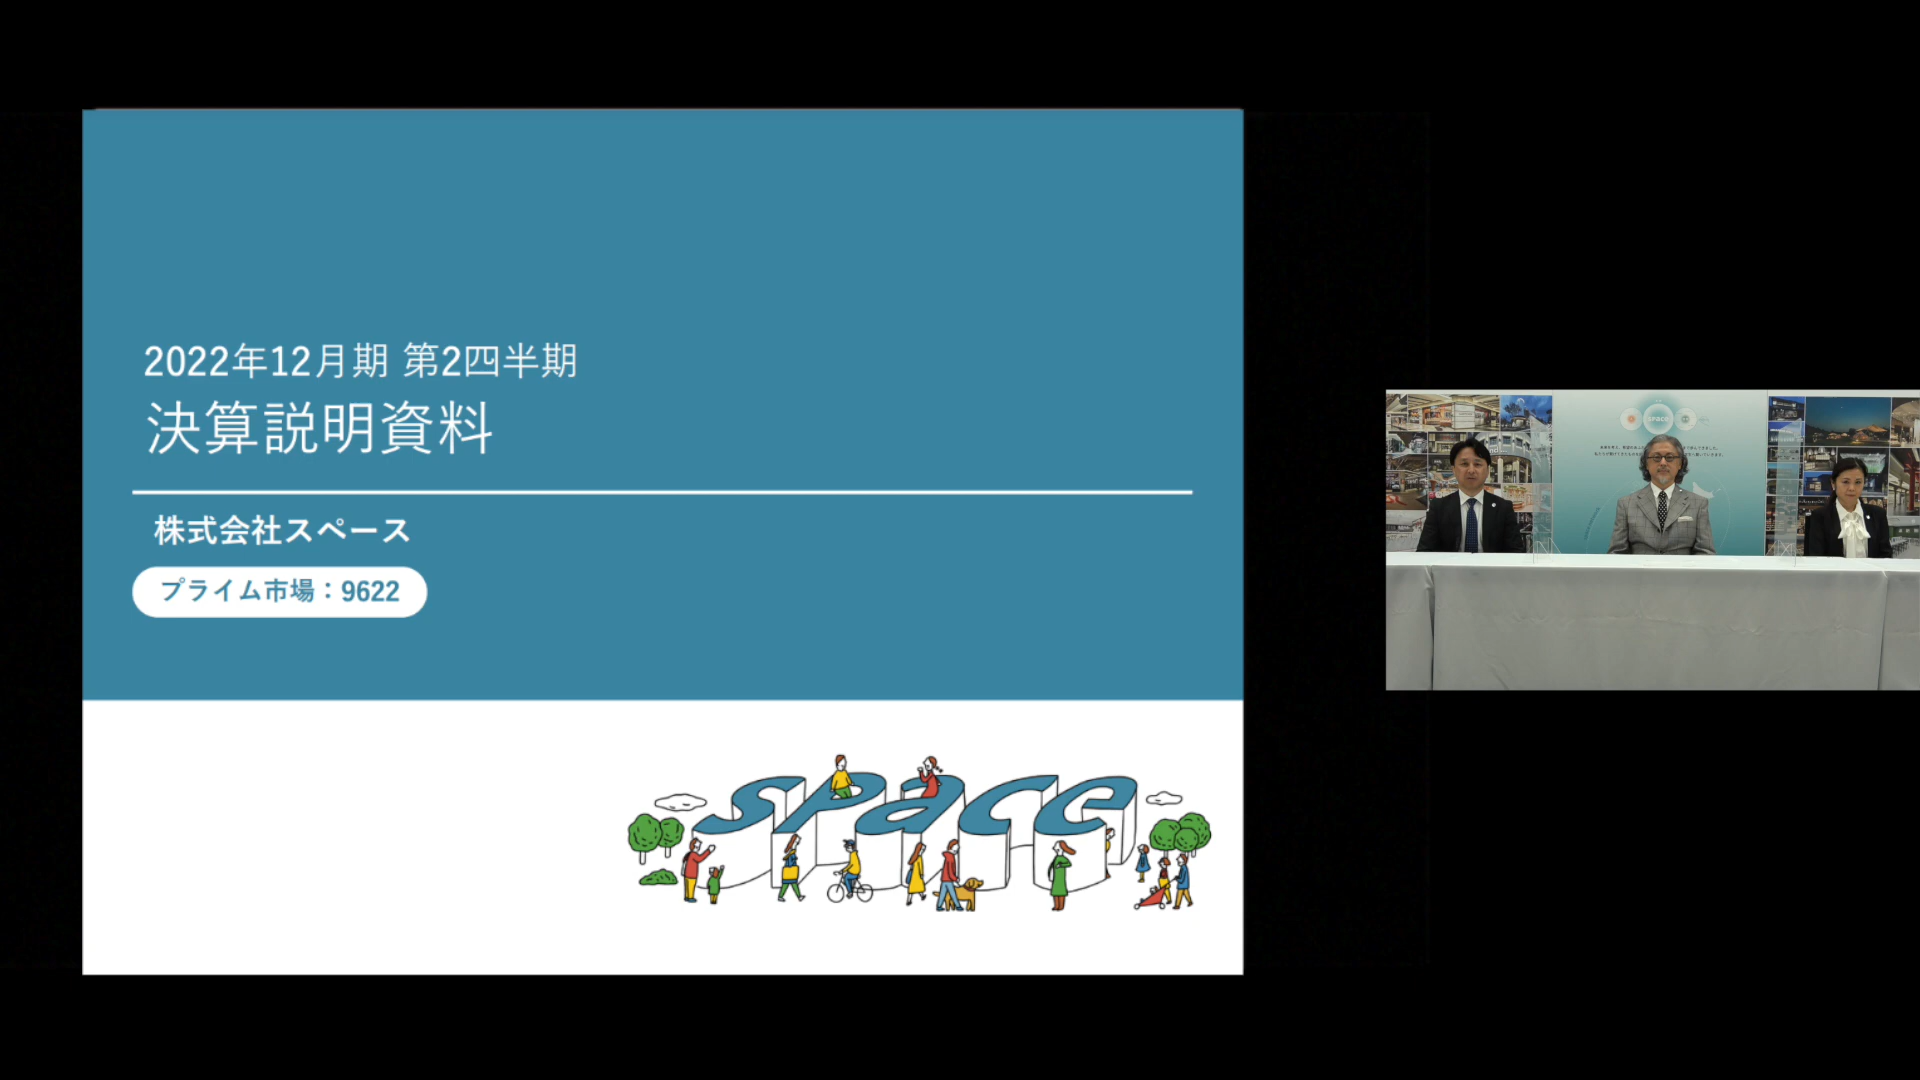 2022年12月期 第2四半期
決算説明資料
株式会社スペース
プライム市場：9622
space
space